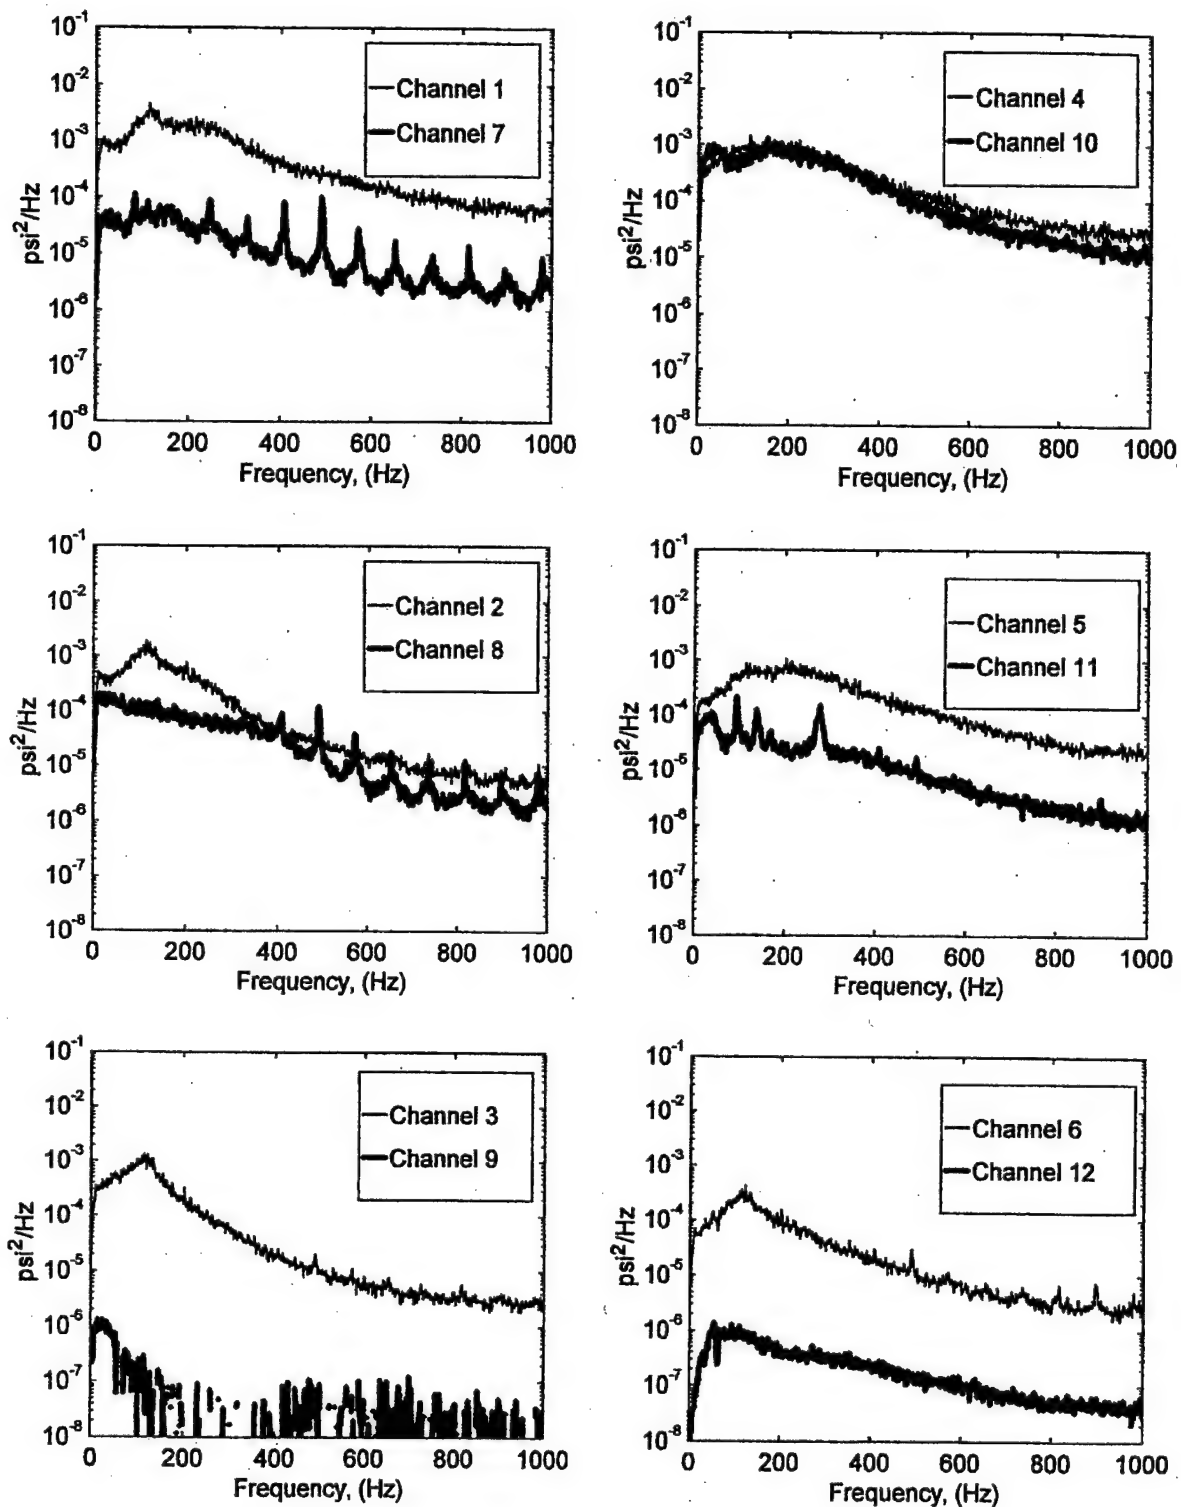 10^-1
10^-2
10^-3
10^-4
10^-5
10^-6
10^-7
10^-8
psi^2/Hz
Channel 1
Channel 7
0 200 400 600 800 1000
Frequency, (Hz)
10^-1
10^-2
10^-3
10^-4
10^-5
10^-6
10^-7
10^-8
psi^2/Hz
Channel 4
Channel 10
0 200 400 600 800 1000
Frequency, (Hz)
10^-1
10^-2
10^-3
10^-4
10^-5
10^-6
10^-7
10^-8
psi^2/Hz
Channel 2
Channel 8
0 200 400 600 800 1000
Frequency, (Hz)
10^-1
10^-2
10^-3
10^-4
10^-5
10^-6
10^-7
10^-8
psi^2/Hz
Channel 5
Channel 11
0 200 400 600 800 1000
Frequency, (Hz)
10^-1
10^-2
10^-3
10^-4
10^-5
10^-6
10^-7
10^-8
psi^2/Hz
Channel 3
Channel 9
0 200 400 600 800 1000
Frequency, (Hz)
10^-1
10^-2
10^-3
10^-4
10^-5
10^-6
10^-7
10^-8
psi^2/Hz
Channel 6
Channel 12
0 200 400 600 800 1000
Frequency, (Hz)